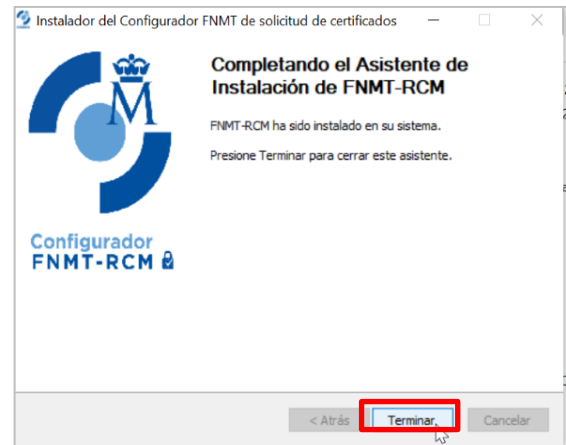 Instalador del Configurador FNMT de solicitud de certificados
Completando el Asistente de
Instalación de FNMT-RCM
FNMT-RCM ha sido instalado en su sistema.
Presione Terminar para cerrar este asistente.
M
Configurador
FNMT-RCM
< Atrás
Terminar
Cancelar